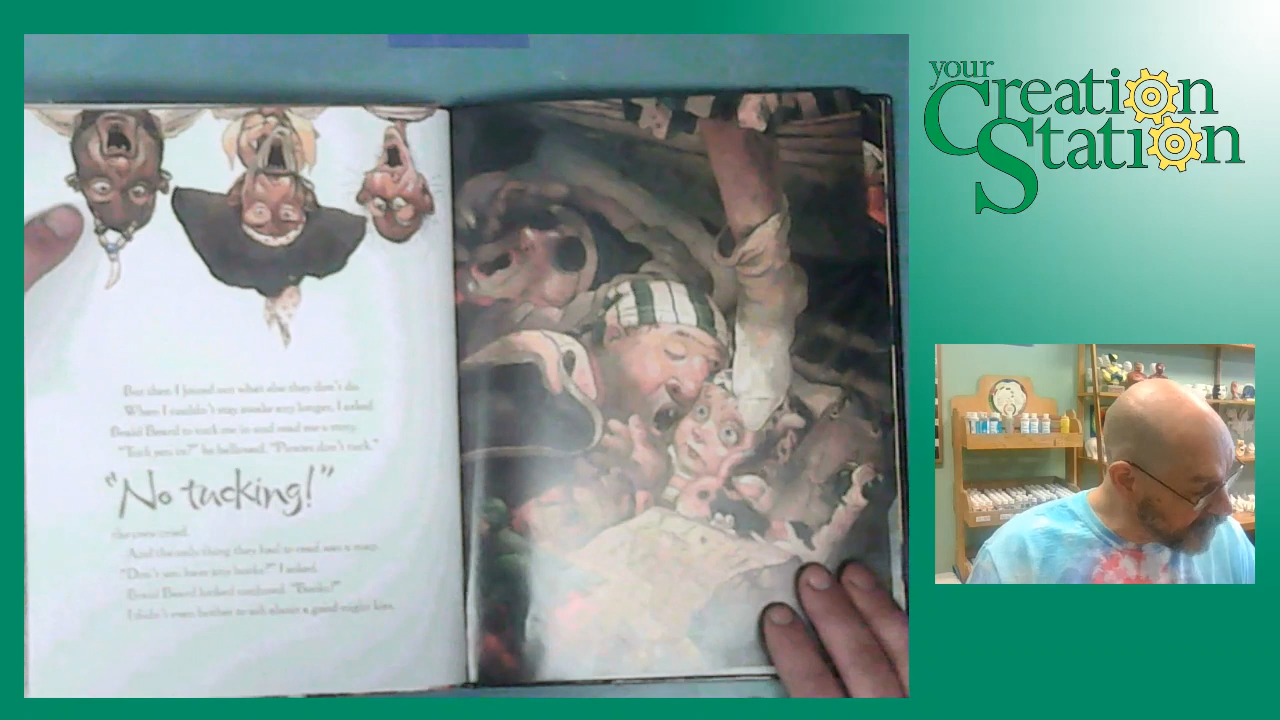 your
Creation
Station
But then I found out what else they don't do.
When I couldn't stay awake any longer, I asked
Braid Beard to tuck me in and read me a story.
"Tuck you in?" he bellowed. "Pirates don't tuck."
"No tucking!"
the crew cried.
And the only thing they had to read was a map.
"Don't you have any books?" I asked.
Braid Beard looked confused. "Books?"
I didn't even bother to ask about a good-night kiss.